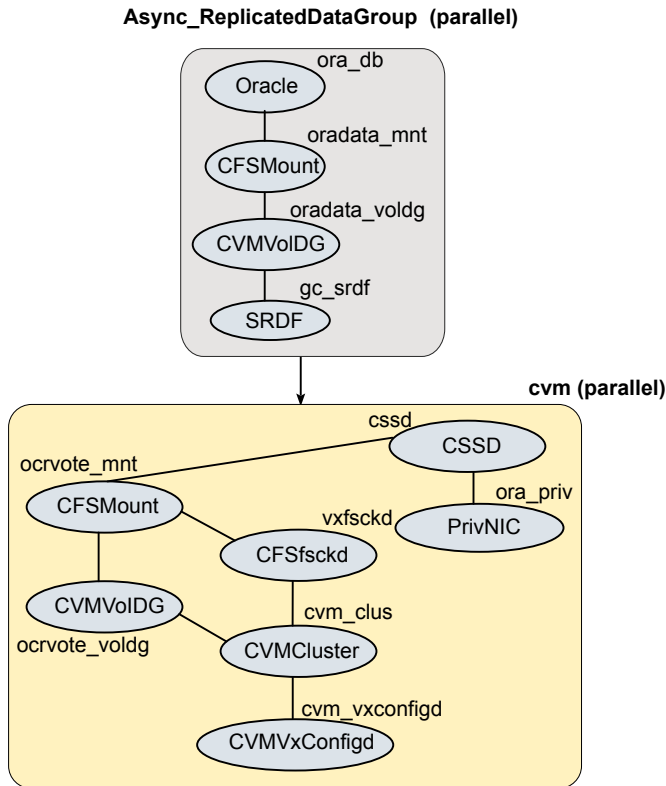 Async_ReplicatedDataGroup (parallel)
ora_db
Oracle
oradata_mnt
CFSMount
oradata_voldg
CVMVolDG
gc_srdf
SRDF
cvm (parallel)
cssd
CSSD
ocrvote_mnt
ora_priv
CFSMount
vxfsckd
PrivNIC
CFSfsckd
CVMVolDG
cvm_clus
ocrvote_voldg
CVMCluster
cvm_vxconfigd
CVMVxConfigd